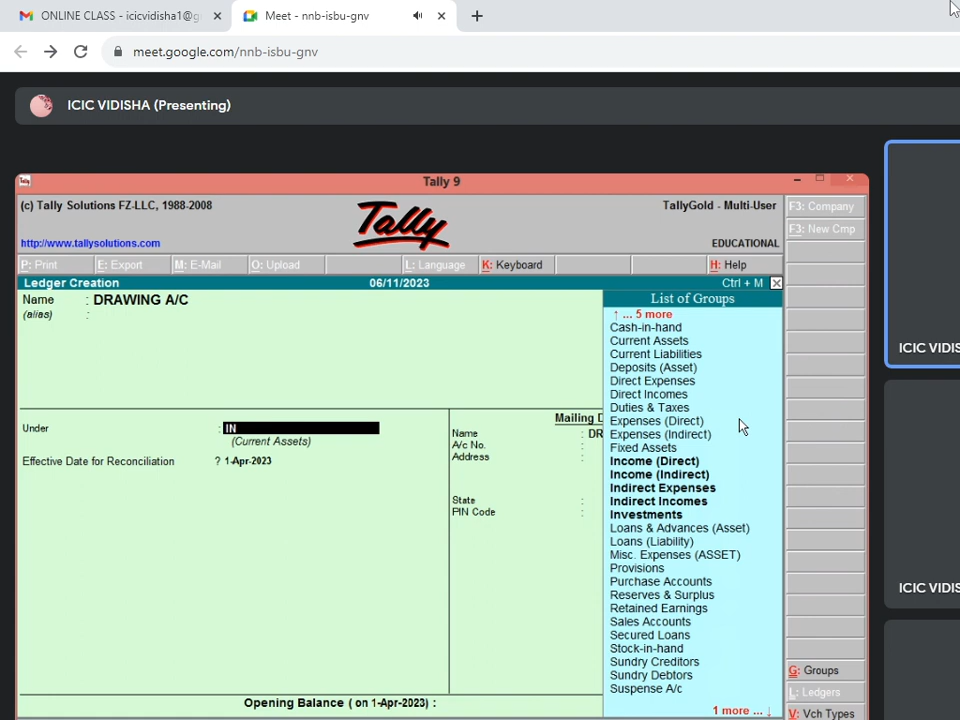 ONLINE CLASS - icicvidisha1@g
Meet - nnb-isbu-gnv
meet.google.com/nnb-isbu-gnv
ICIC VIDISHA (Presenting)
Tally 9
(c) Tally Solutions FZ-LLC, 1988-2008
Tally
TallyGold - Multi-User
F3: Company
F3: New Cmp
http://www.tallysolutions.com
EDUCATIONAL
P: Print
E: Export
M: E-Mail
O: Upload
L: Language
K: Keyboard
H: Help
Ledger Creation
06/11/2023
Ctrl + M
Name : DRAWING A/C
(alias) :
List of Groups
↑ ... 5 more
Cash-in-hand
Current Assets
Current Liabilities
Deposits (Asset)
Direct Expenses
Direct Incomes
Duties & Taxes
Expenses (Direct)
Expenses (Indirect)
Fixed Assets
Income (Direct)
Income (Indirect)
Indirect Expenses
Indirect Incomes
Investments
Loans & Advances (Asset)
Loans (Liability)
Misc. Expenses (ASSET)
Provisions
Purchase Accounts
Reserves & Surplus
Retained Earnings
Sales Accounts
Secured Loans
Stock-in-hand
Sundry Creditors
Sundry Debtors
Suspense A/c
1 more ... ↓
Under : IN
(Current Assets)
Effective Date for Reconciliation ? 1-Apr-2023
Mailing D
Name : DR
A/c No. :
Address :
State :
PIN Code :
Opening Balance ( on 1-Apr-2023) :
G: Groups
L: Ledgers
V: Vch Types
ICIC VIDIS
ICIC VIDIS